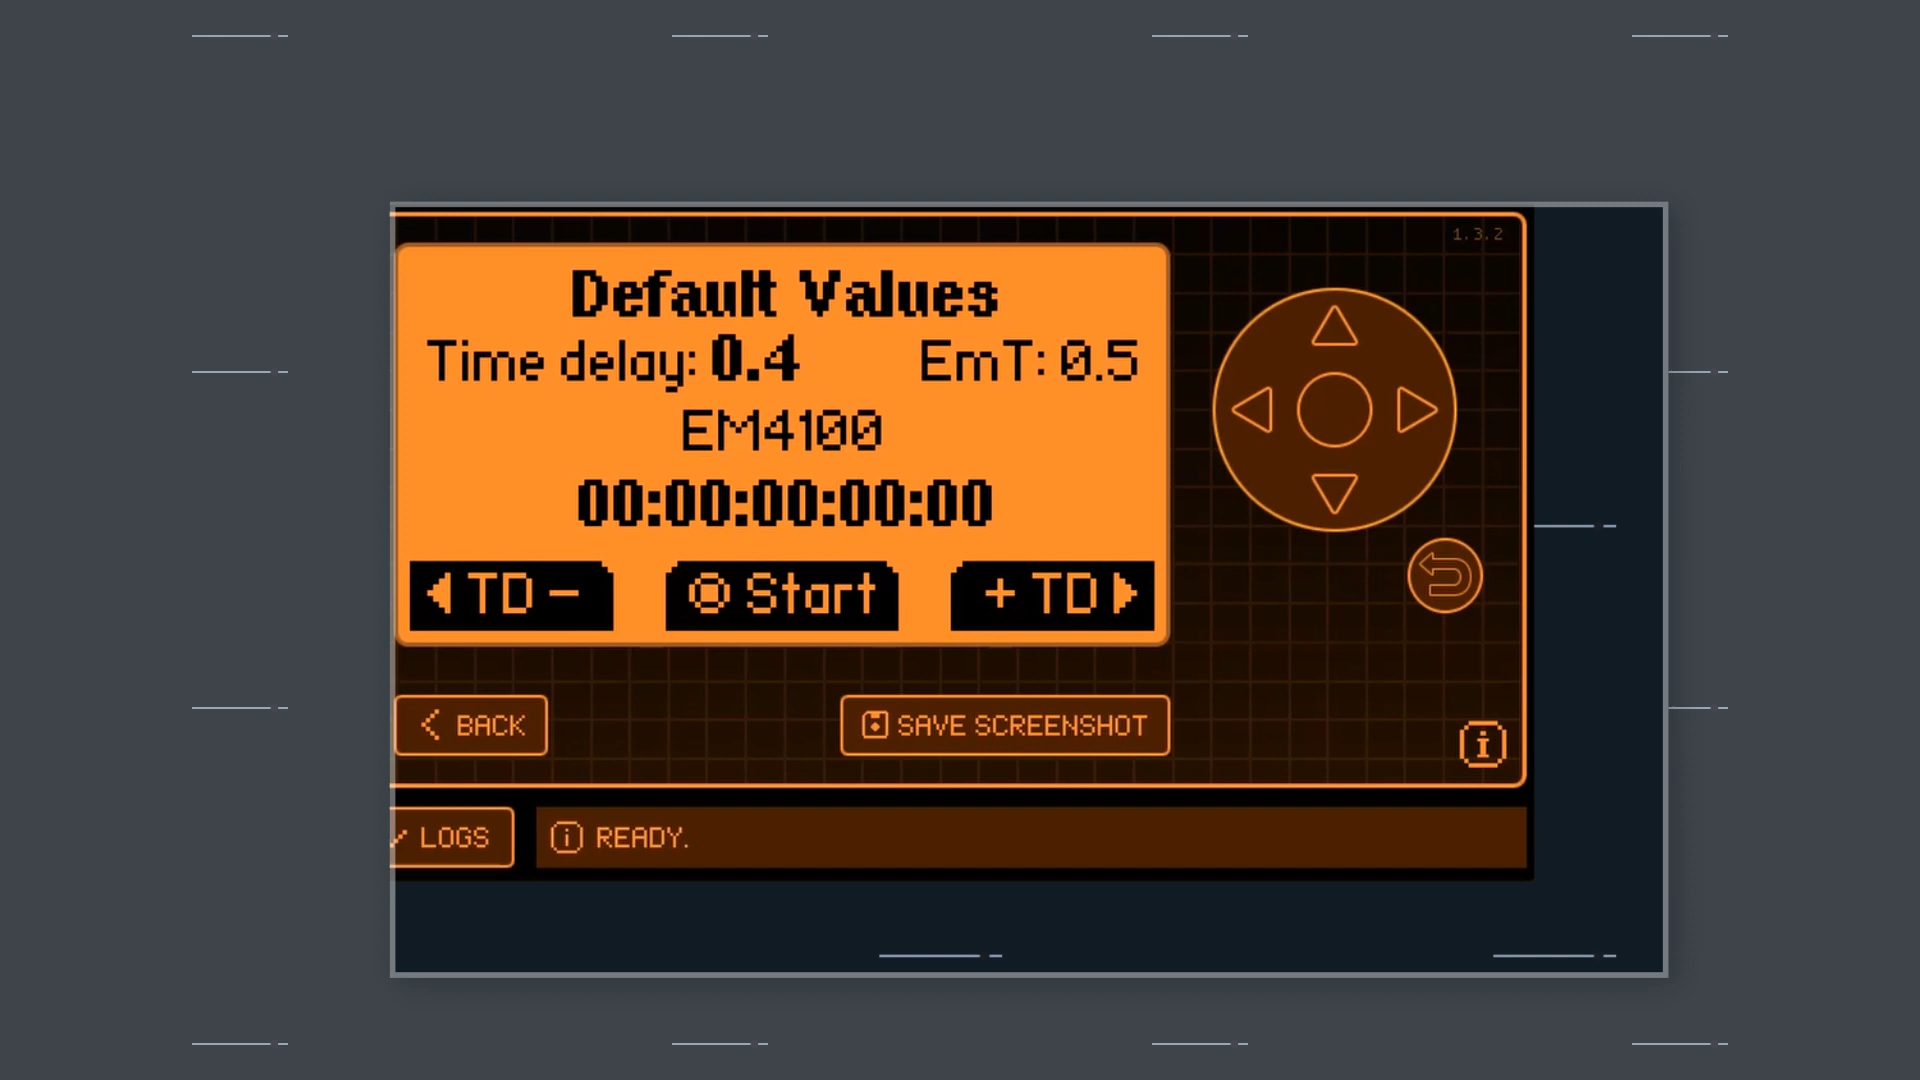 1.3.2
Default Values
Time delay: 0.4 EmT: 0.5
EM4100
00:00:00:00:00
TD - Start + TD
BACK SAVE SCREENSHOT
LOGS READY.